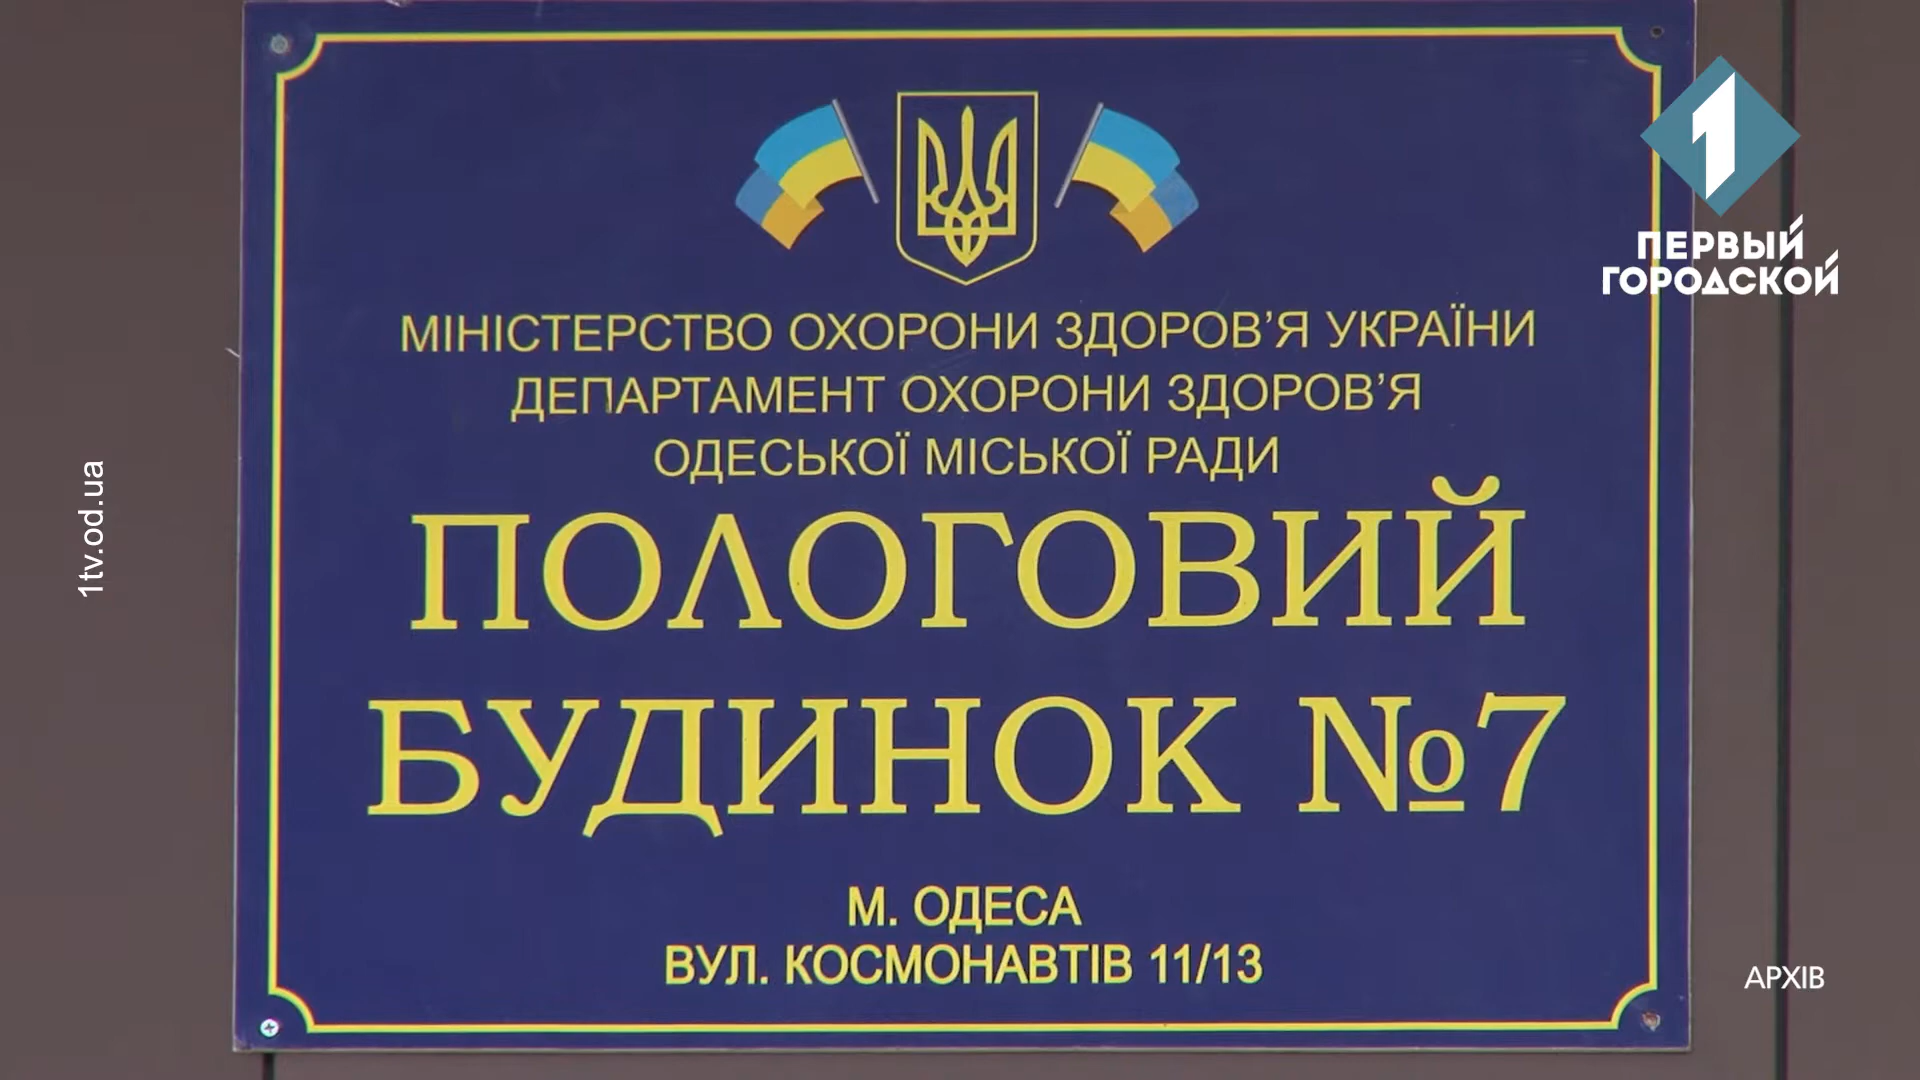 1
ПЕРВЫЙ
ГОРОДСКОЙ
МІНІСТЕРСТВО ОХОРОНИ ЗДОРОВ’Я УКРАЇНИ
ДЕПАРТАМЕНТ ОХОРОНИ ЗДОРОВ’Я
ОДЕСЬКОЇ МІСЬКОЇ РАДИ
ПОЛОГОВИЙ
БУДИНОК №7
М. ОДЕСА
ВУЛ. КОСМОНАВТІВ 11/13
1tv.od.ua
АРХІВ